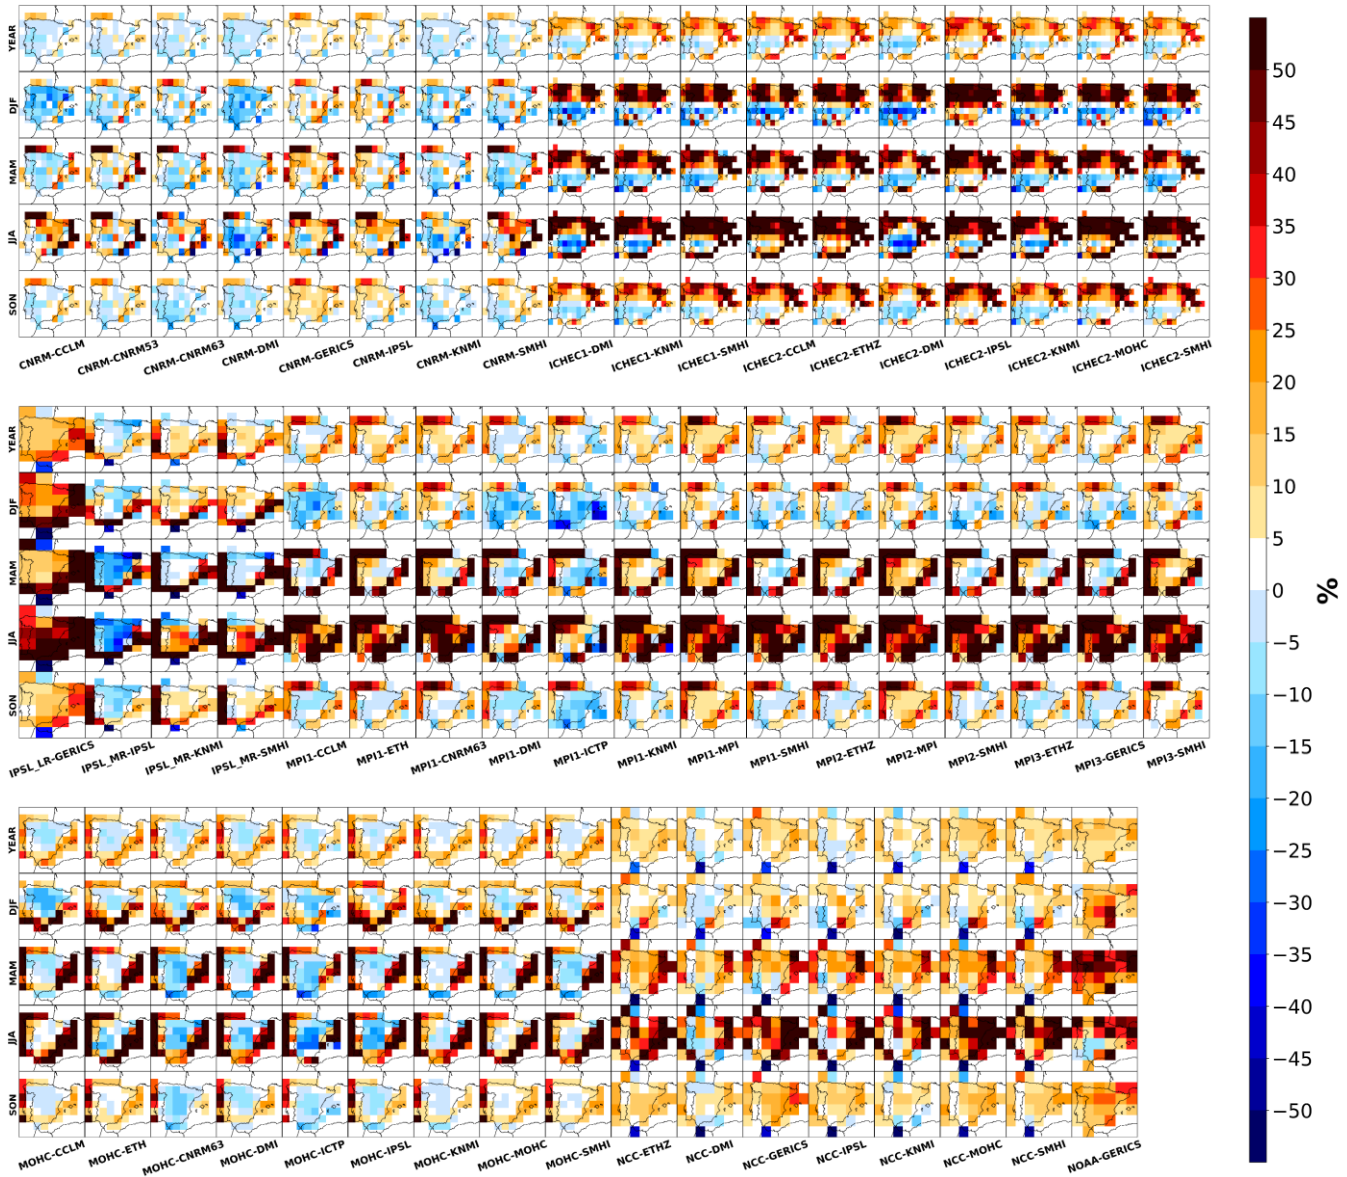 YEAR
DJF
MAM
JJA
SON
CNRM-CCLM CNRM-CNRM53 CNRM-CNRM63 CNRM-DMI CNRM-GERICS CNRM-IPSL CNRM-KNMI CNRM-SMHI ICHEC1-DMI ICHEC1-KNMI ICHEC1-SMHI ICHEC2-CCLM ICHEC2-ETHZ ICHEC2-DMI ICHEC2-IPSL ICHEC2-KNMI ICHEC2-MOHC ICHEC2-SMHI
YEAR
DJF
MAM
JJA
SON
IPSL_LR-GERICS IPSL_MR-IPSL IPSL_MR-KNMI IPSL_MR-SMHI MPI1-CCLM MPI1-ETH MPI1-CNRM63 MPI1-DMI MPI1-ICTP MPI1-KNMI MPI1-MPI MPI1-SMHI MPI2-ETHZ MPI2-MPI MPI2-SMHI MPI3-ETHZ MPI3-GERICS MPI3-SMHI
YEAR
DJF
MAM
JJA
SON
MOHC-CCLM MOHC-ETH MOHC-CNRM63 MOHC-DMI MOHC-ICTP MOHC-IPSL MOHC-KNMI MOHC-MOHC MOHC-SMHI NCC-ETHZ NCC-DMI NCC-GERICS NCC-IPSL NCC-KNMI NCC-MOHC NCC-SMHI NOAA-GERICS
50
45
40
35
30
25
20
15
10
5
0
−5
−10
−15
−20
−25
−30
−35
−40
−45
−50
%